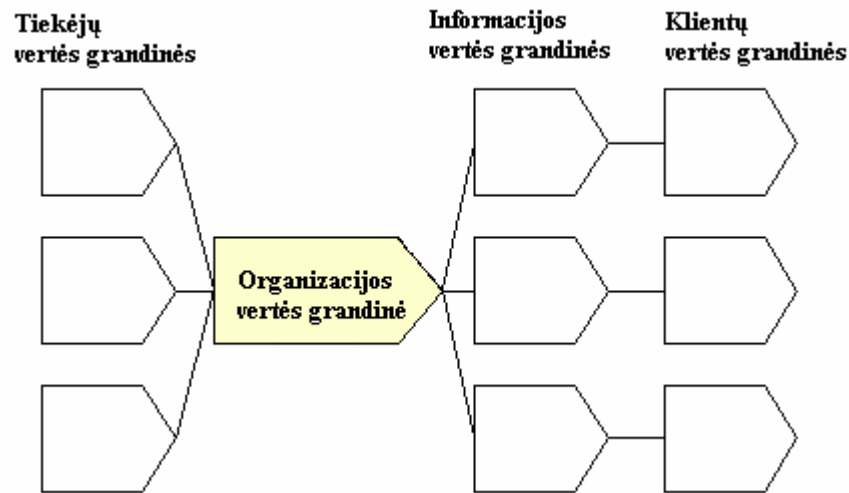 Tiekėjų
vertės grandinės
Informacijos
vertės grandinės
Klientų
vertės grandinės
Organizacijos
vertės grandinė